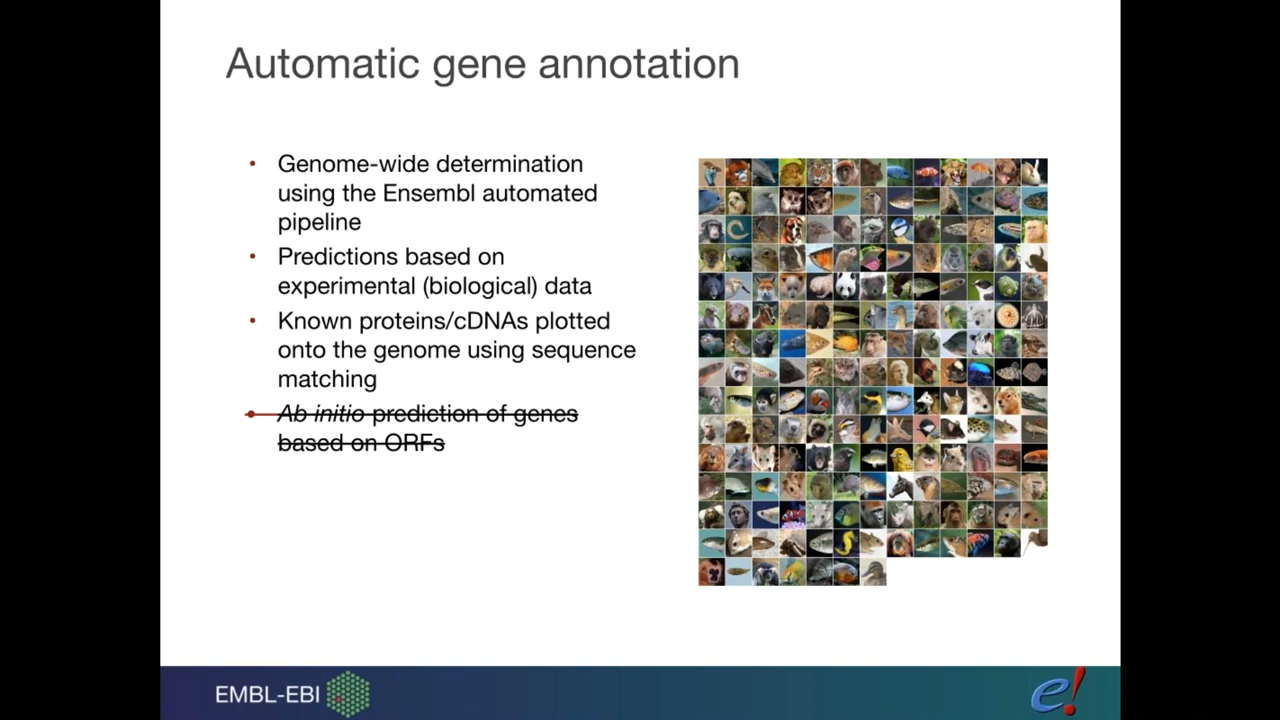 Automatic gene annotation
• Genome-wide determination
using the Ensembl automated
pipeline
• Predictions based on
experimental (biological) data
• Known proteins/cDNAs plotted
onto the genome using sequence
matching
• Ab initio prediction of genes
based on ORFs
EMBL-EBI
e!